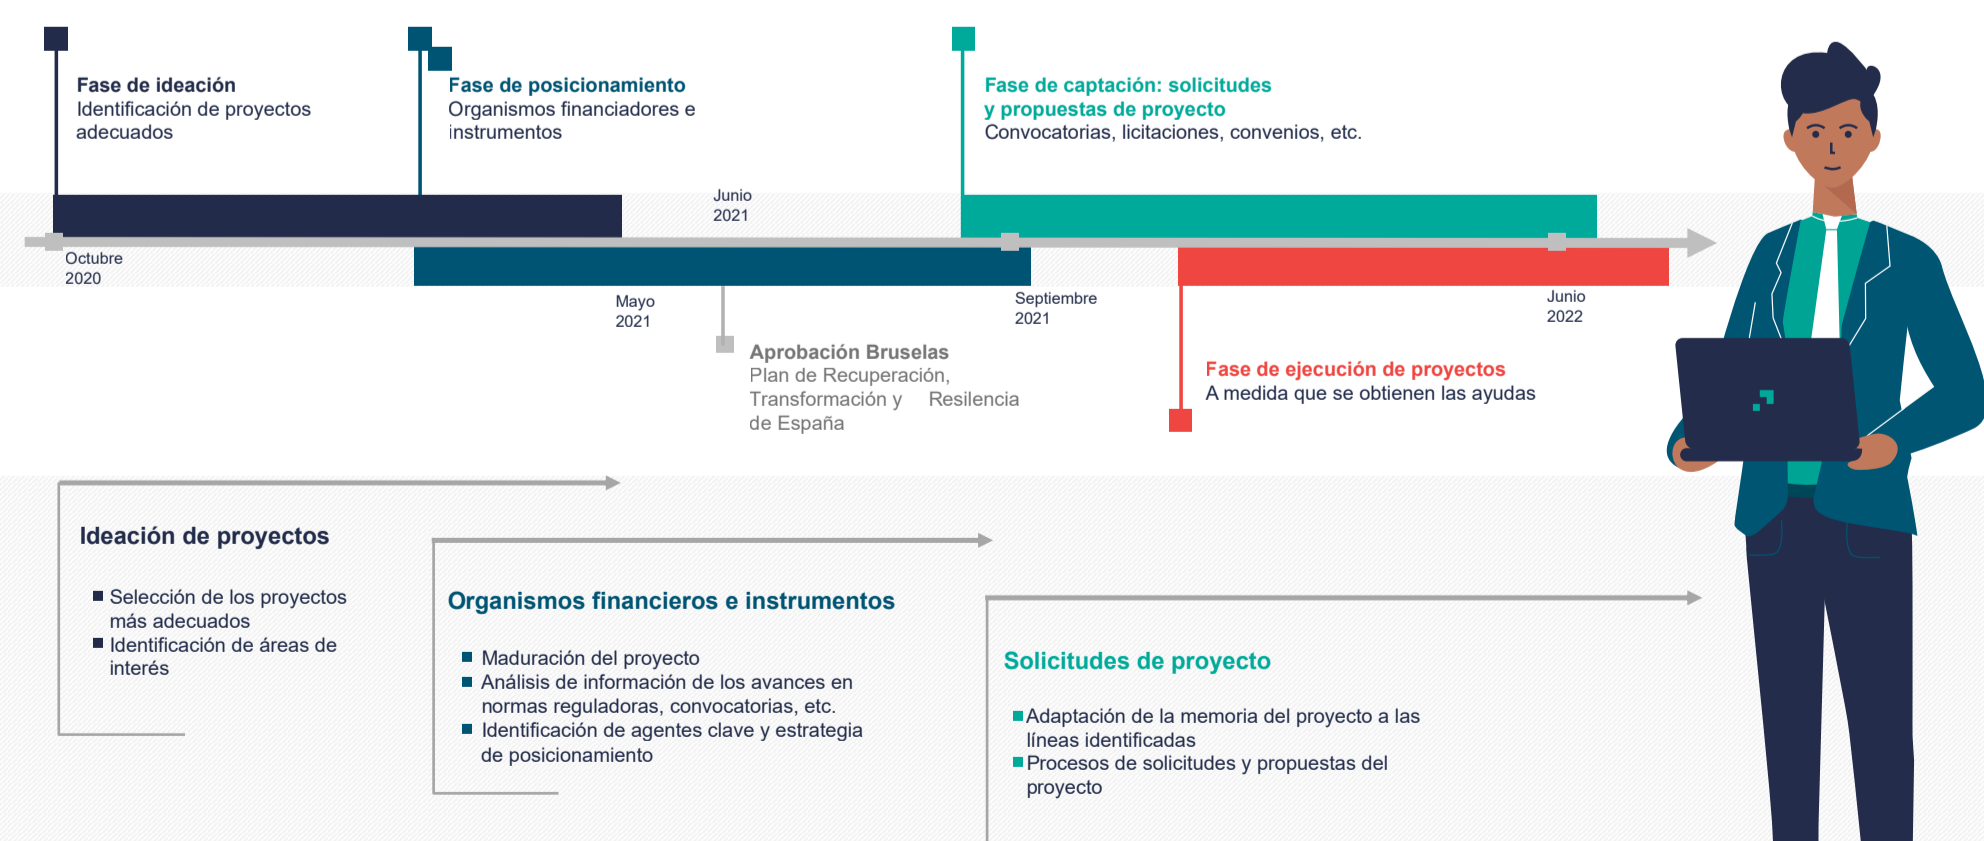 Fase de ideación
Identificación de proyectos
adecuados
Fase de posicionamiento
Organismos financiadores e
instrumentos
Fase de captación: solicitudes
y propuestas de proyecto
Convocatorias, licitaciones, convenios, etc.
Junio
2021
Octubre
2020
Mayo
2021
Septiembre
2021
Junio
2022
Aprobación Bruselas
Plan de Recuperación,
Transformación y Resilencia
de España
Fase de ejecución de proyectos
A medida que se obtienen las ayudas
Ideación de proyectos
Selección de los proyectos
más adecuados
Identificación de áreas de
interés
Organismos financieros e instrumentos
Maduración del proyecto
Análisis de información de los avances en
normas reguladoras, convocatorias, etc.
Identificación de agentes clave y estrategia
de posicionamiento
Solicitudes de proyecto
Adaptación de la memoria del proyecto a las
líneas identificadas
Procesos de solicitudes y propuestas del
proyecto